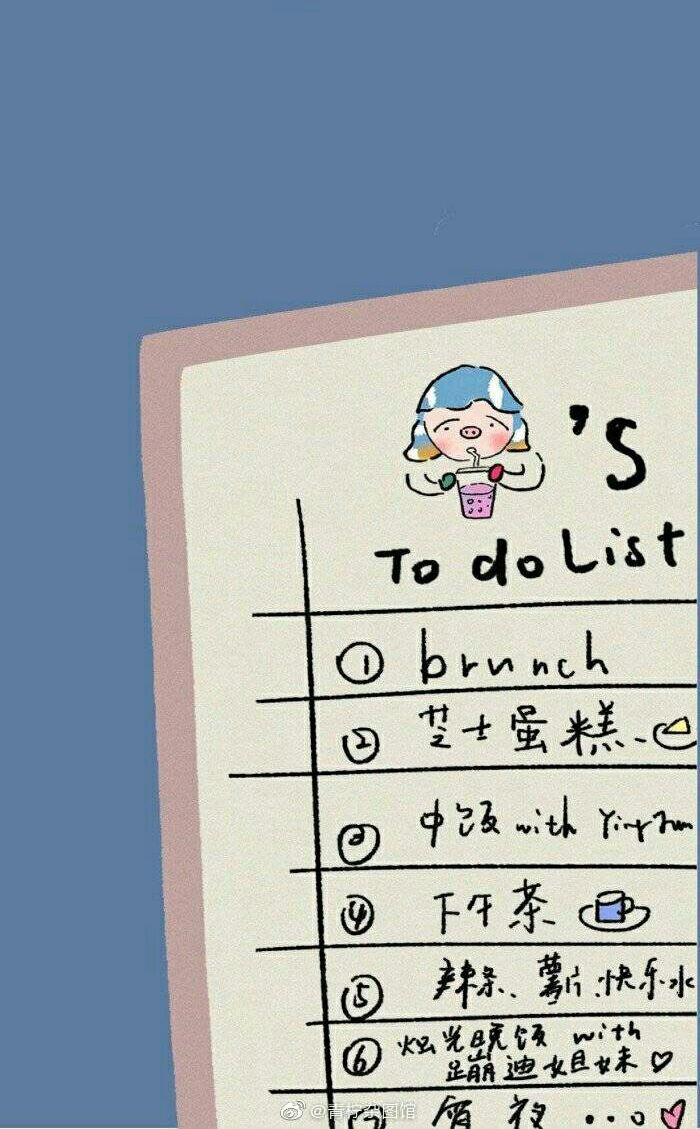 's
To do List
① brunch
② 芝士蛋糕、
③ 中饭 with
④ 下午茶
⑤ 辣条、薯片、快乐水
⑥ 烛光晚饭 with
蹦迪姐妹♡
⑦ 宵夜...。
@青柠杂图馆